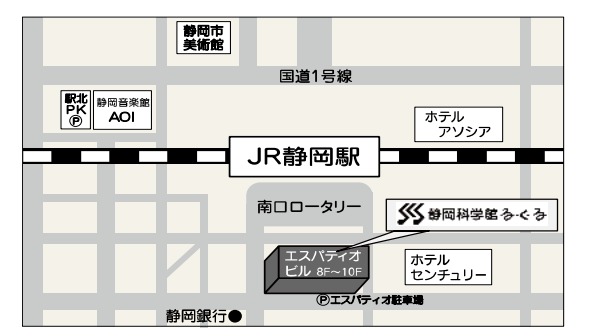 静岡市
美術館
国道1号線
駅北
PK
Ⓟ
静岡音楽館
AOI
ホテル
アソシア
JR静岡駅
南口ロータリー
静岡科学館る・く・る
エスパティオ
ビル 8F~10F
ホテル
センチュリー
Ⓟエスパティオ駐車場
静岡銀行●